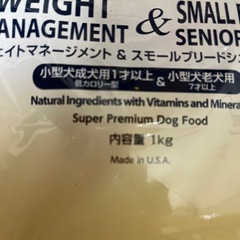 WEIGHT SMALL
MANAGEMENT & SENIOR
ェイトマネージメント & スモールブリードシ
小型犬成犬用1才以上 & 小型犬老犬用
低カロリー型 7才以上
Natural Ingredients with Vitamins and Minera
Super Premium Dog Food
内容量 1kg
Made in U.S.A.